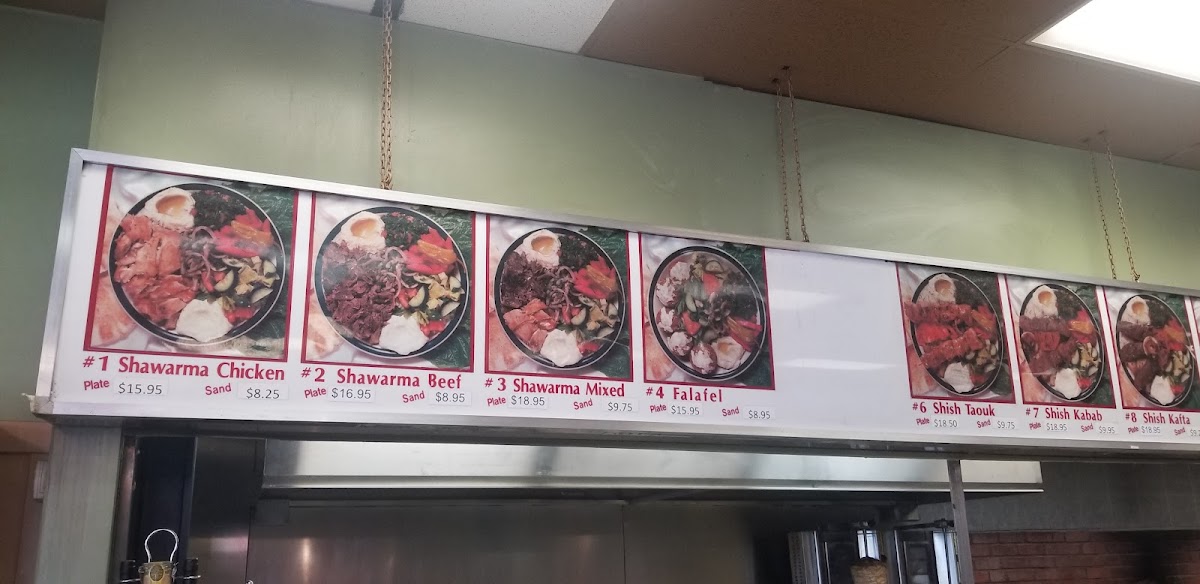 #1 Shawarma Chicken
Plate $15.95 Sand $8.25
#2 Shawarma Beef
Plate $16.95 Sand $8.95
#3 Shawarma Mixed
Plate $18.95 Sand $9.75
#4 Falafel
Plate $15.95 Sand $8.95
#6 Shish Taouk
Plate $18.50 Sand $9.75
#7 Shish Kabab
Plate $18.95 Sand $9.95
#8 Shish Kafta
Plate $18.95 Sand